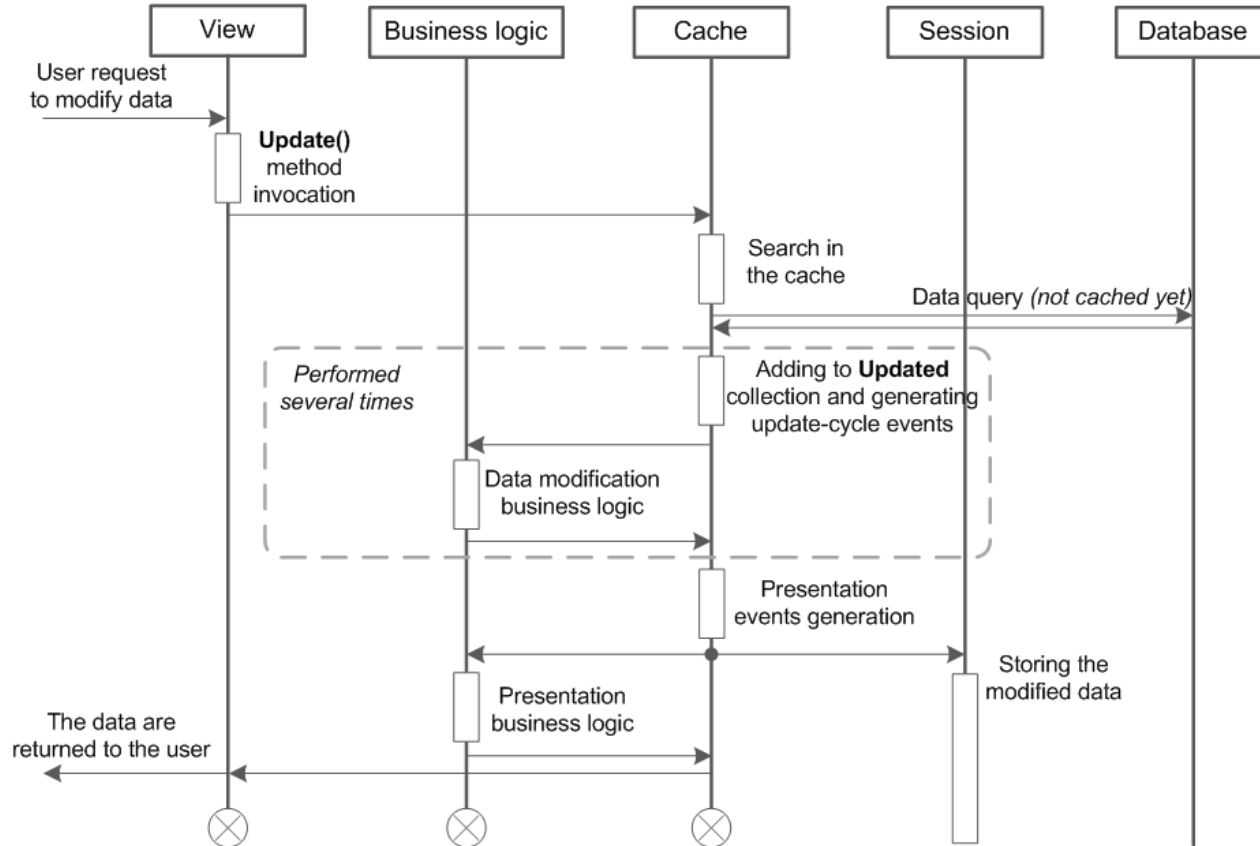 View
Business logic
Cache
Session
Database
User request
to modify data
Update()
method
invocation
Search in
the cache
Data query (not cached yet)
Performed
several times
Adding to Updated
collection and generating
update-cycle events
Data modification
business logic
Presentation
events generation
Storing the
modified data
Presentation
business logic
The data are
returned to the user